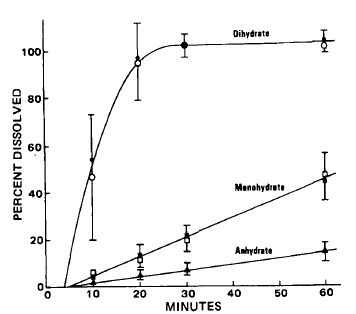 PERCENT DISSOLVED
100
80
60
40
20
0
Dihydrate
Monohydrate
Anhydrate
0 10 20 30 40 50 60
MINUTES